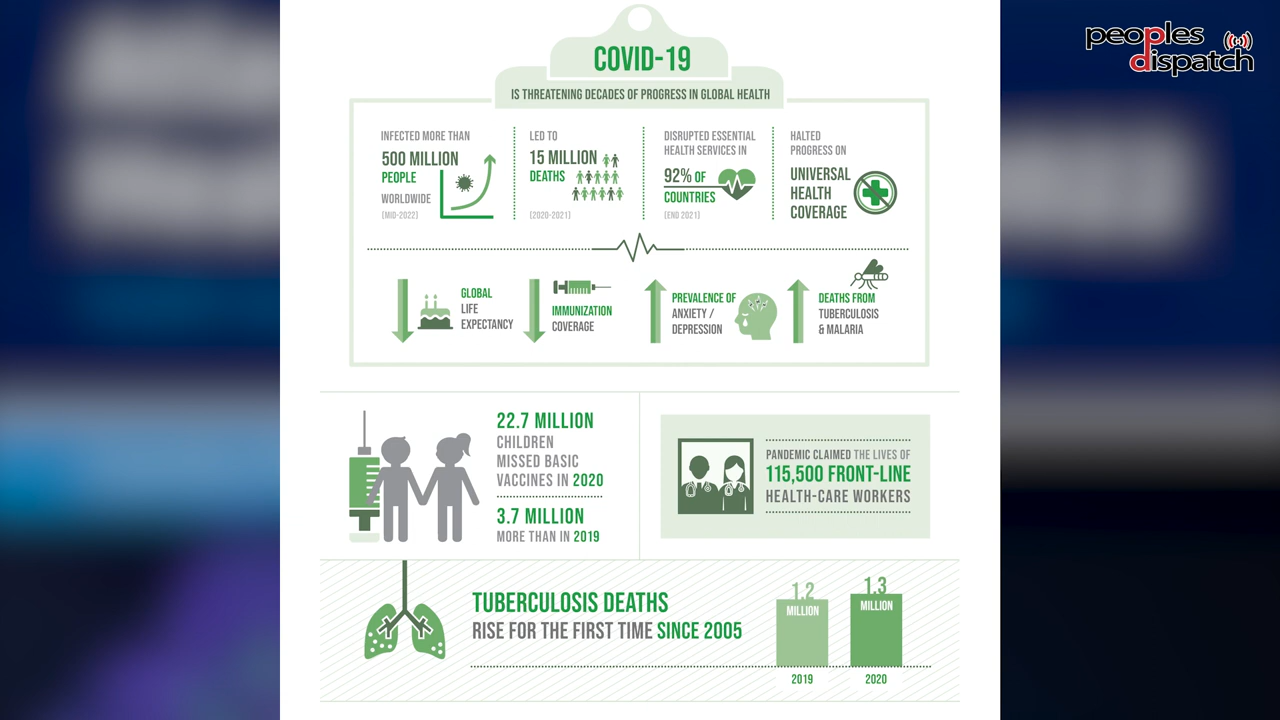 peoples
dispatch
COVID-19
IS THREATENING DECADES OF PROGRESS IN GLOBAL HEALTH
INFECTED MORE THAN
500 MILLION
PEOPLE
WORLDWIDE
(MID-2022)
LED TO
15 MILLION
DEATHS
(2020-2021)
DISRUPTED ESSENTIAL
HEALTH SERVICES IN
92% OF
COUNTRIES
(END 2021)
HALTED
PROGRESS ON
UNIVERSAL
HEALTH
COVERAGE
GLOBAL
LIFE
EXPECTANCY
IMMUNIZATION
COVERAGE
PREVALENCE OF
ANXIETY /
DEPRESSION
DEATHS FROM
TUBERCULOSIS
& MALARIA
22.7 MILLION
CHILDREN
MISSED BASIC
VACCINES IN 2020
3.7 MILLION
MORE THAN IN 2019
PANDEMIC CLAIMED THE LIVES OF
115,500 FRONT-LINE
HEALTH-CARE WORKERS
TUBERCULOSIS DEATHS
RISE FOR THE FIRST TIME SINCE 2005
1.2
MILLION
2019
1.3
MILLION
2020